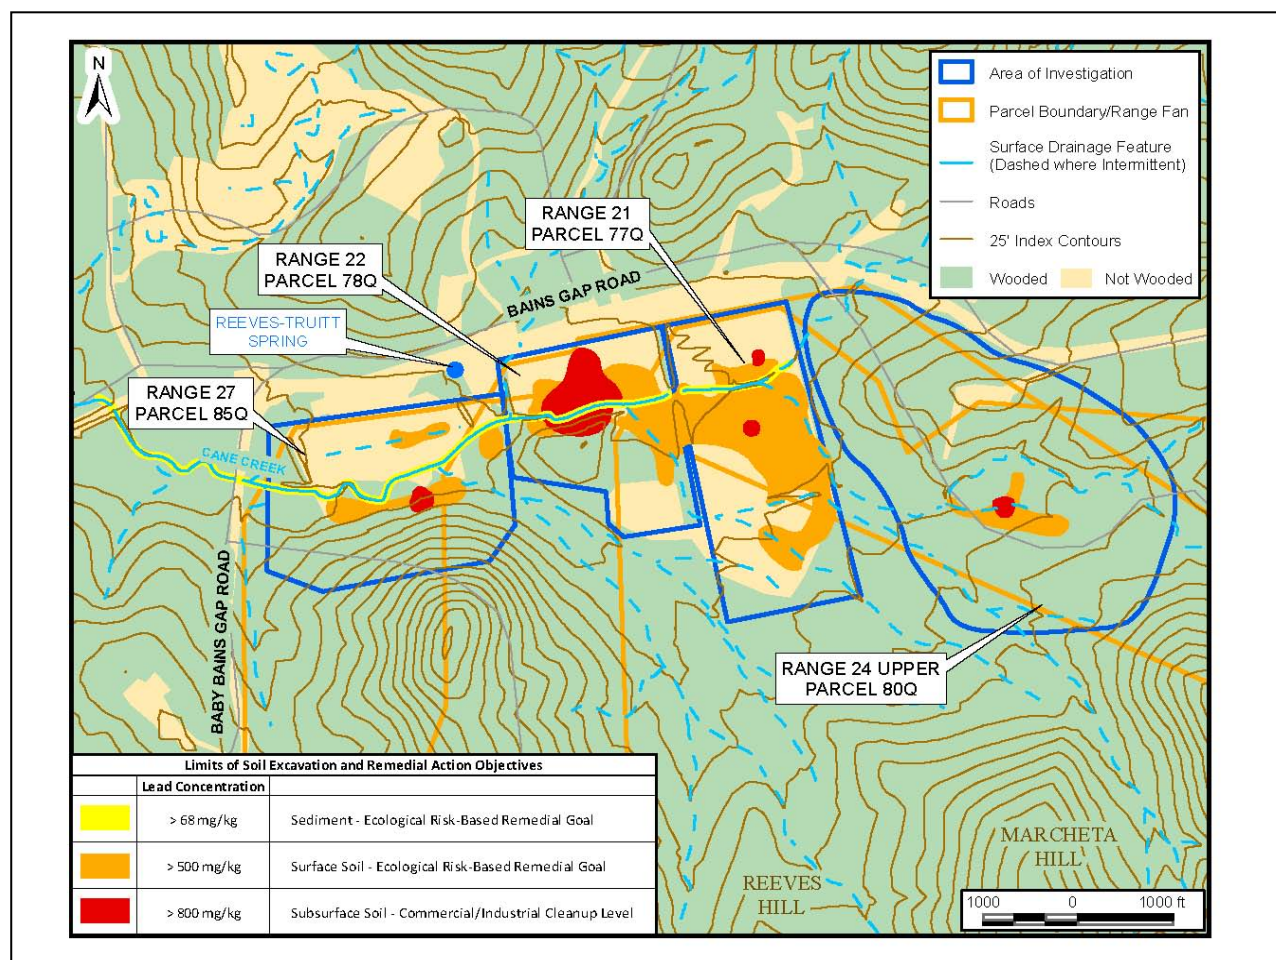 N
Area of Investigation
Parcel Boundary/Range Fan
Surface Drainage Feature
(Dashed where Intermittent)
Roads
25' Index Contours
Wooded
Not Wooded
RANGE 21
PARCEL 77Q
RANGE 22
PARCEL 78Q
BAINS GAP ROAD
REEVES-TRUITT
SPRING
RANGE 27
PARCEL 85Q
CANE CREEK
BABY BAINS GAP ROAD
RANGE 24 UPPER
PARCEL 80Q
Limits of Soil Excavation and Remedial Action Objectives
Lead Concentration
> 68 mg/kg Sediment - Ecological Risk-Based Remedial Goal
> 500 mg/kg Surface Soil - Ecological Risk-Based Remedial Goal
> 800 mg/kg Subsurface Soil - Commercial/Industrial Cleanup Level
MARCHETA
HILL
REEVES
HILL
1000 0 1000 ft